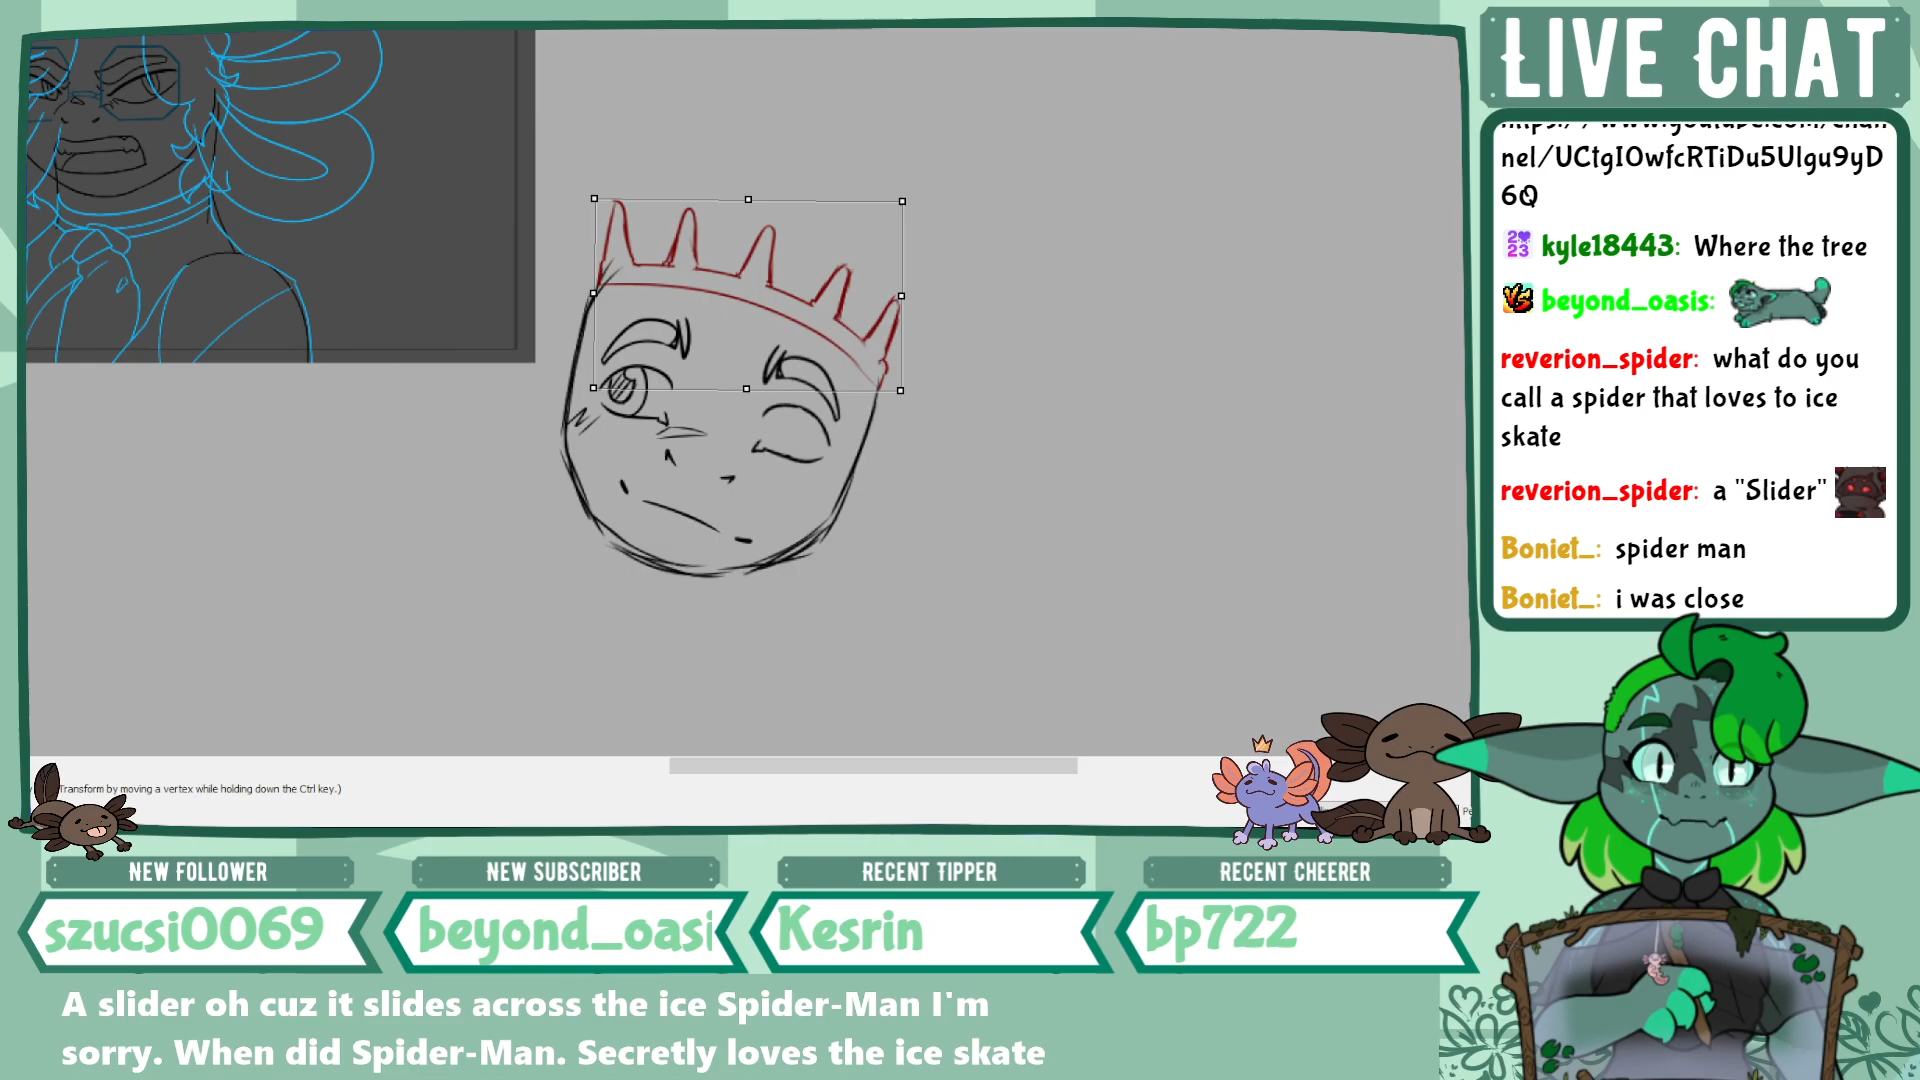 LIVE CHAT
nel/UCtgIOwfcRTiDu5UIgu9yD
6Q
kyle18443: Where the tree
beyond_oasis:
reverion_spider: what do you
call a spider that loves to ice
skate
reverion_spider: a "Slider"
Boniet_: spider man
Boniet_: i was close
Transform by moving a vertex while holding down the Ctrl key.)
NEW FOLLOWER
szucsi0069
NEW SUBSCRIBER
beyond_oasi
RECENT TIPPER
Kesrin
RECENT CHEERER
bp722
A slider oh cuz it slides across the ice Spider-Man I'm
sorry. When did Spider-Man. Secretly loves the ice skate